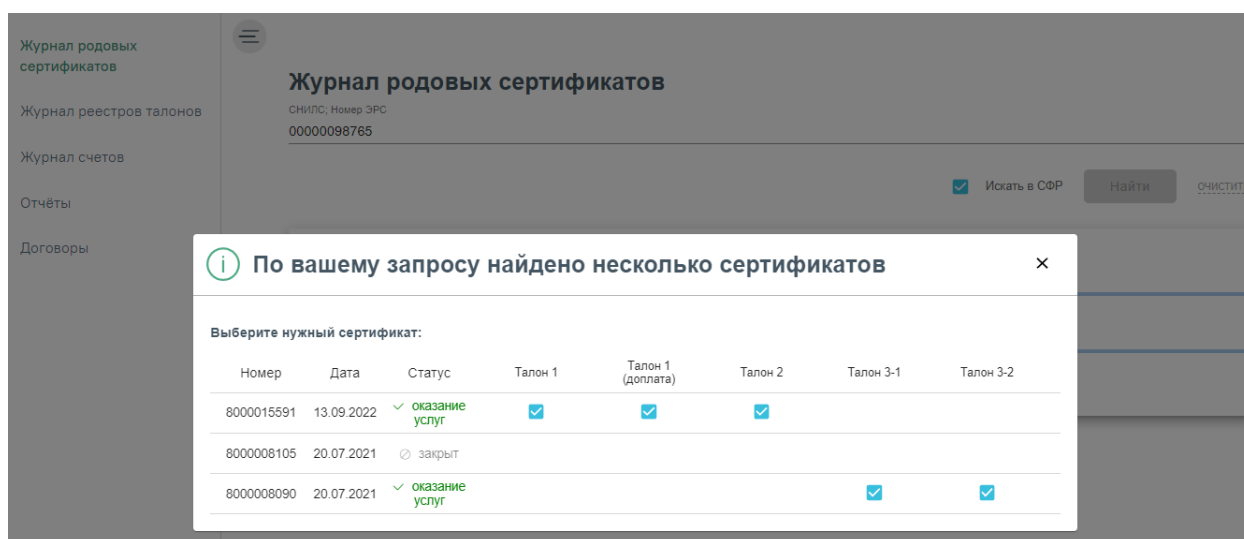 Журнал родовых
сертификатов
Журнал реестров талонов
Журнал счетов
Отчёты
Договоры
Журнал родовых сертификатов
СНИЛС; Номер ЭРС
00000098765
Искать в СФР
Найти
очистит
По вашему запросу найдено несколько сертификатов
Выберите нужный сертификат:
Номер Дата Статус Талон 1 Талон 1 (доплата) Талон 2 Талон 3-1 Талон 3-2
8000015591 13.09.2022 оказание услуг
8000008105 20.07.2021 закрыт
8000008090 20.07.2021 оказание услуг